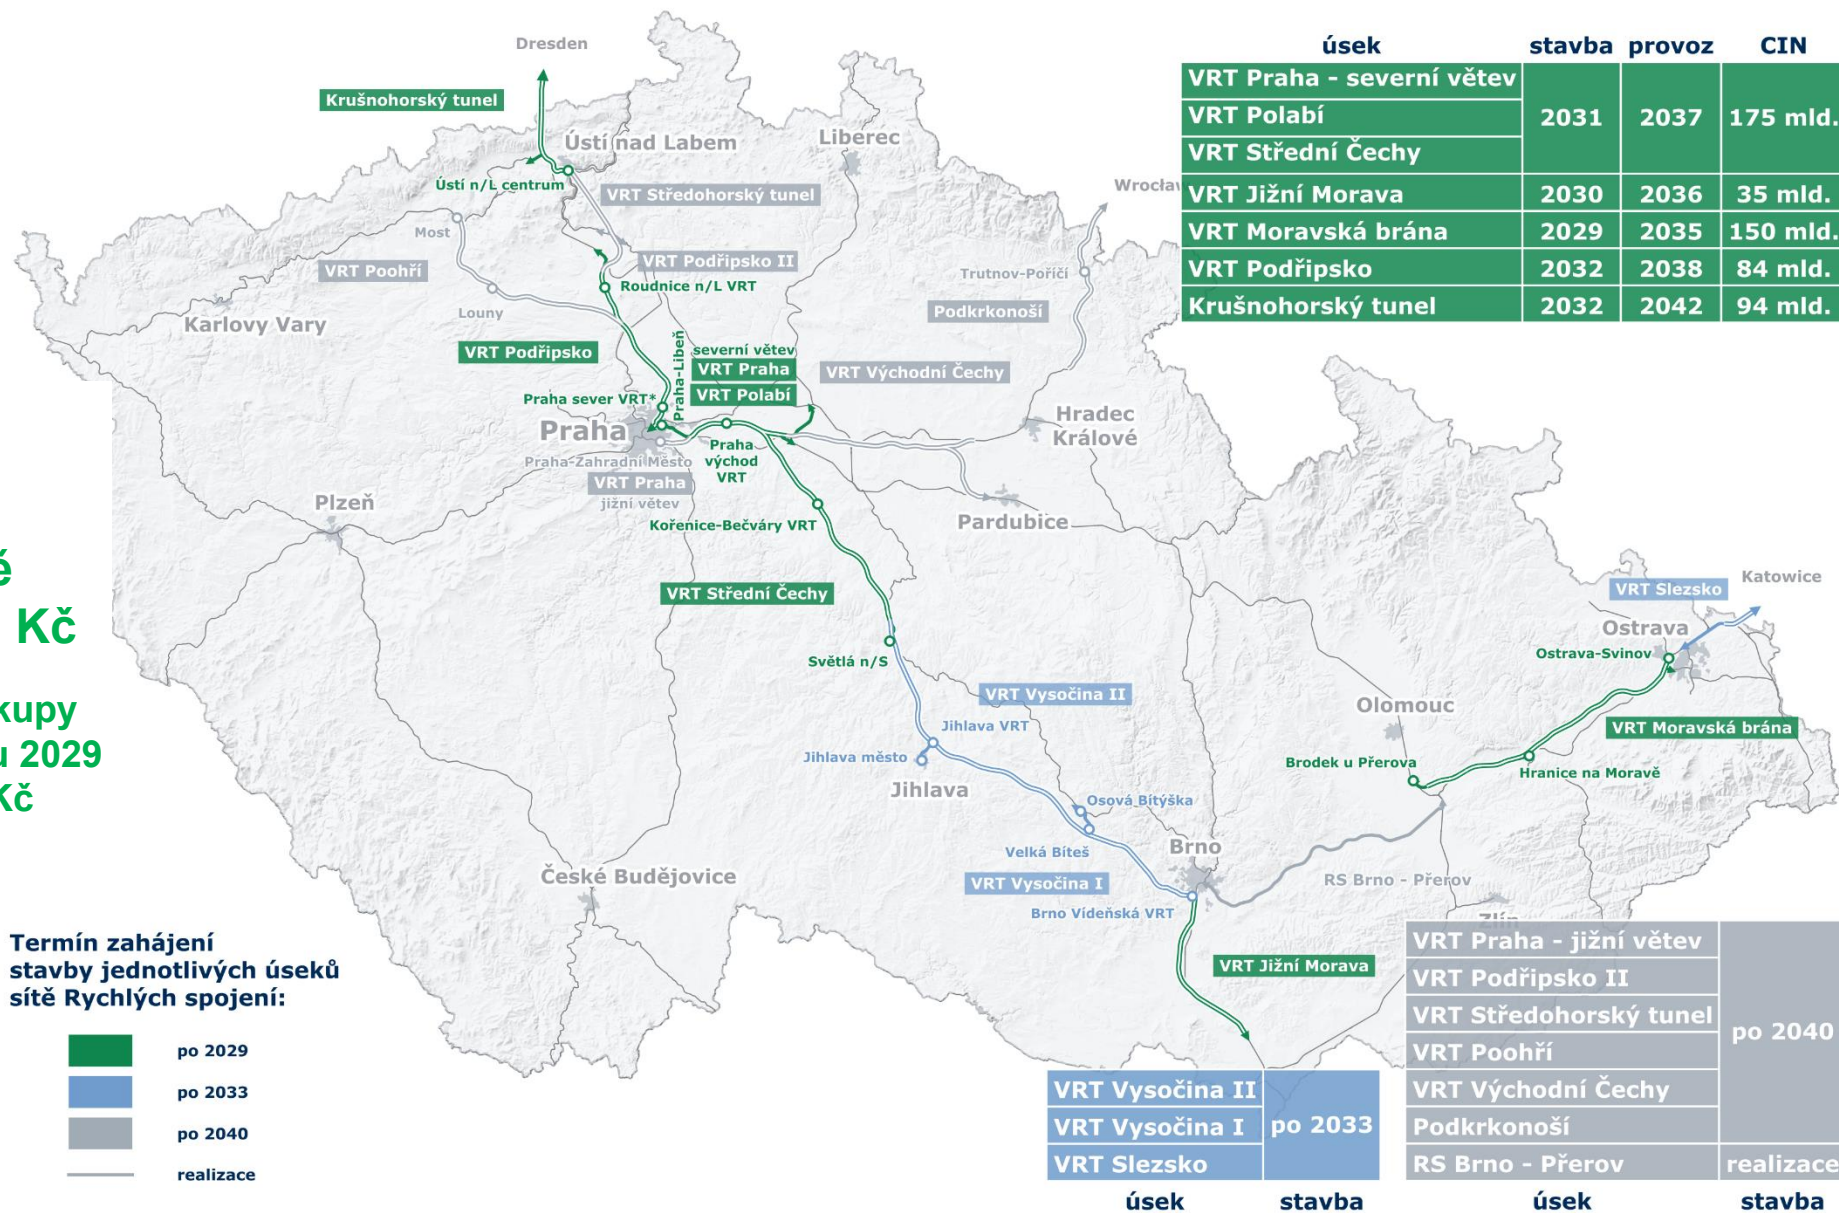 úsek stavba provoz CIN
VRT Praha - severní větev
VRT Polabí 2031 2037 175 mld.
VRT Střední Čechy
VRT Jižní Morava 2030 2036 35 mld.
VRT Moravská brána 2029 2035 150 mld.
VRT Podřipsko 2032 2038 84 mld.
Krušnohorský tunel 2032 2042 94 mld.
Dresden
Krušnohorský tunel
Ústí nad Labem
Liberec
Ústí n/L centrum
VRT Středohorský tunel
Wrocław
Most
VRT Poohří
VRT Podřipsko II
Trutnov-Poříčí
Roudnice n/L VRT
Louny
Podkrkonoší
Karlovy Vary
VRT Podřipsko
Praha-Libeň
severní větev
VRT Praha
VRT Polabí
VRT Východní Čechy
Praha sever VRT*
Praha
Hradec
Králové
Praha
východ
VRT
Praha-Zahradní Město
VRT Praha
jižní větev
Plzeň
Kořenice-Bečváry VRT
Pardubice
é
Kč
VRT Střední Čechy
VRT Slezsko
Katowice
Ostrava
Ostrava-Svinov
Světlá n/S
kupy
u 2029
Kč
VRT Vysočina II
Jihlava VRT
Jihlava město
Jihlava
Olomouc
VRT Moravská brána
Brodek u Přerova
Hranice na Moravě
Osová Bítýška
Velká Bíteš
Brno
VRT Vysočina I
RS Brno - Přerov
České Budějovice
Brno Vídeňská VRT
Zlín
VRT Jižní Morava
Termín zahájení
stavby jednotlivých úseků
sítě Rychlých spojení:
po 2029
po 2033
po 2040
realizace
VRT Vysočina II
VRT Vysočina I po 2033
VRT Slezsko
úsek stavba
VRT Praha - jižní větev
VRT Podřipsko II
VRT Středohorský tunel
po 2040
VRT Poohří
VRT Východní Čechy
Podkrkonoší
RS Brno - Přerov realizace
úsek stavba